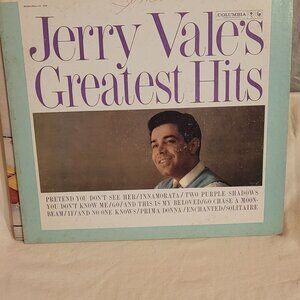 COLUMBIA
Jerry Vale's
Greatest Hits
PRETEND YOU DON'T SEE HER/INNAMORATA/TWO PURPLE SHADOWS
YOU DON'T KNOW ME/GO/AND THIS IS MY BELOVED/GO CHASE A MOON-
BEAM/IF/AND NO ONE KNOWS/PRIMA DONNA/ENCHANTED/SOLITAIRE